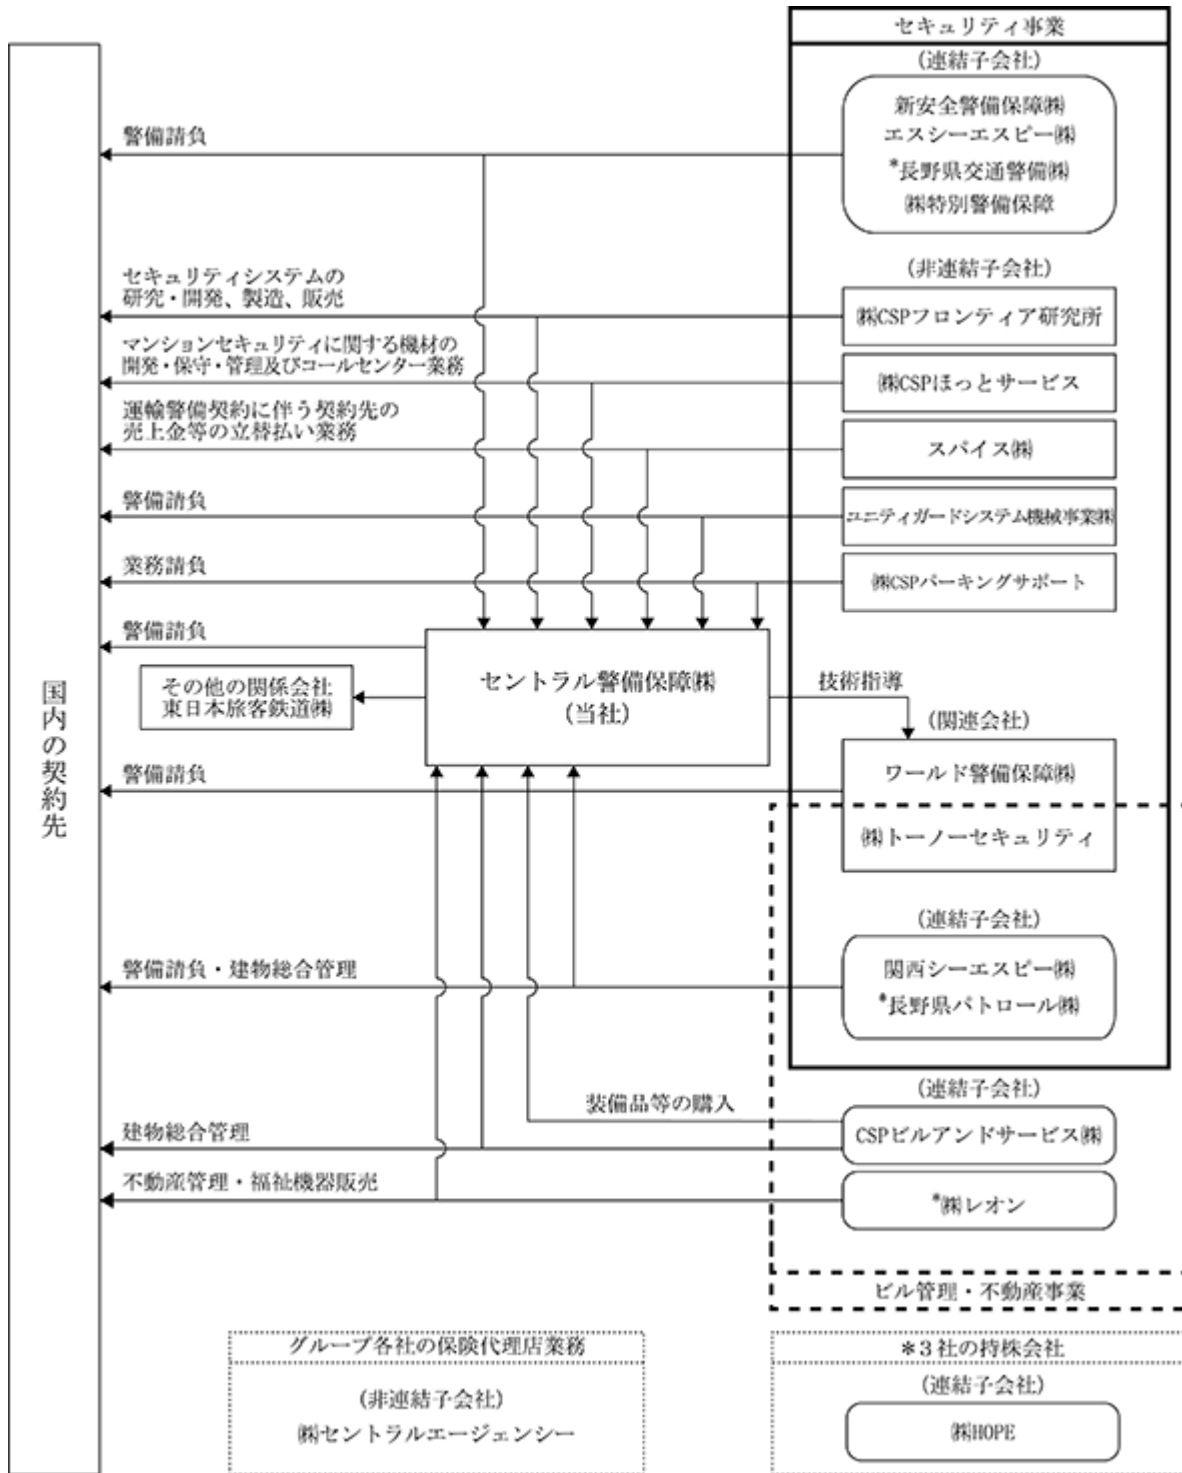 セキュリティ事業
(連結子会社)
新安全警備保障㈱
エスシーエスピー㈱
*長野県交通警備㈱
㈱特別警備保障
警備請負
(非連結子会社)
セキュリティシステムの
研究・開発、製造、販売
㈱CSPフロンティア研究所
マンションセキュリティに関する機材の
開発・保守・管理及びコールセンター業務
㈱CSPほっとサービス
運輸警備契約に伴う契約先の
売上金等の立替払い業務
スパイス㈱
警備請負
ユニティガードシステム機械事業㈱
業務請負
㈱CSPパーキングサポート
警備請負
国内の契約先
その他の関係会社
東日本旅客鉄道㈱
セントラル警備保障㈱
(当社)
技術指導
(関連会社)
警備請負
ワールド警備保障㈱
㈱トーノーセキュリティ
(連結子会社)
警備請負・建物総合管理
関西シーエスピー㈱
*長野県パトロール㈱
(連結子会社)
装備品等の購入
建物総合管理
CSPビルアンドサービス㈱
不動産管理・福祉機器販売
*㈱レオン
ビル管理・不動産事業
グループ各社の保険代理店業務
(非連結子会社)
㈱セントラルエージェンシー
*3社の持株会社
(連結子会社)
㈱HOPE